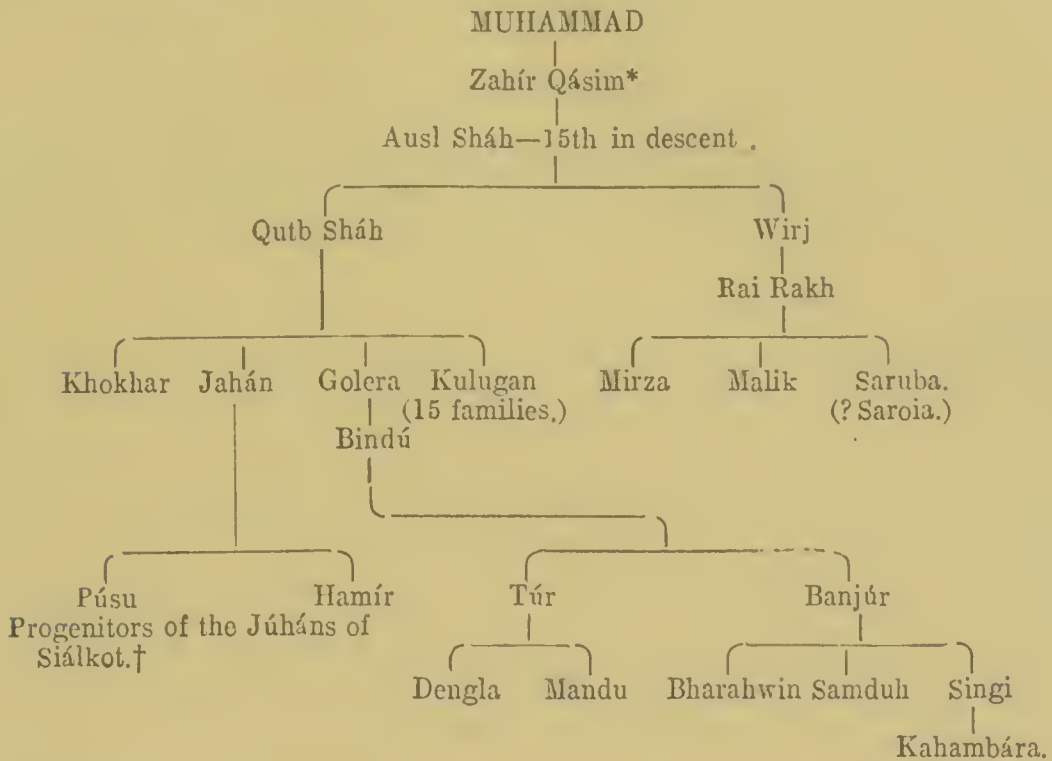 MUHAMMAD
Zahír Qásim*
Ausl Sháh—15th in descent .
Qutb Sháh Wirj
Rai Rakh
Khokhar Jahán Golera Kulugan Mirza Malik Saruba.
(15 families.) (? Saroia.)
Bindú
Púsu Hamír Túr Banjúr
Progenitors of the Júháns of
Siálkot.†
Dengla Mandu Bharahwin Samduh Singi
Kahambára.